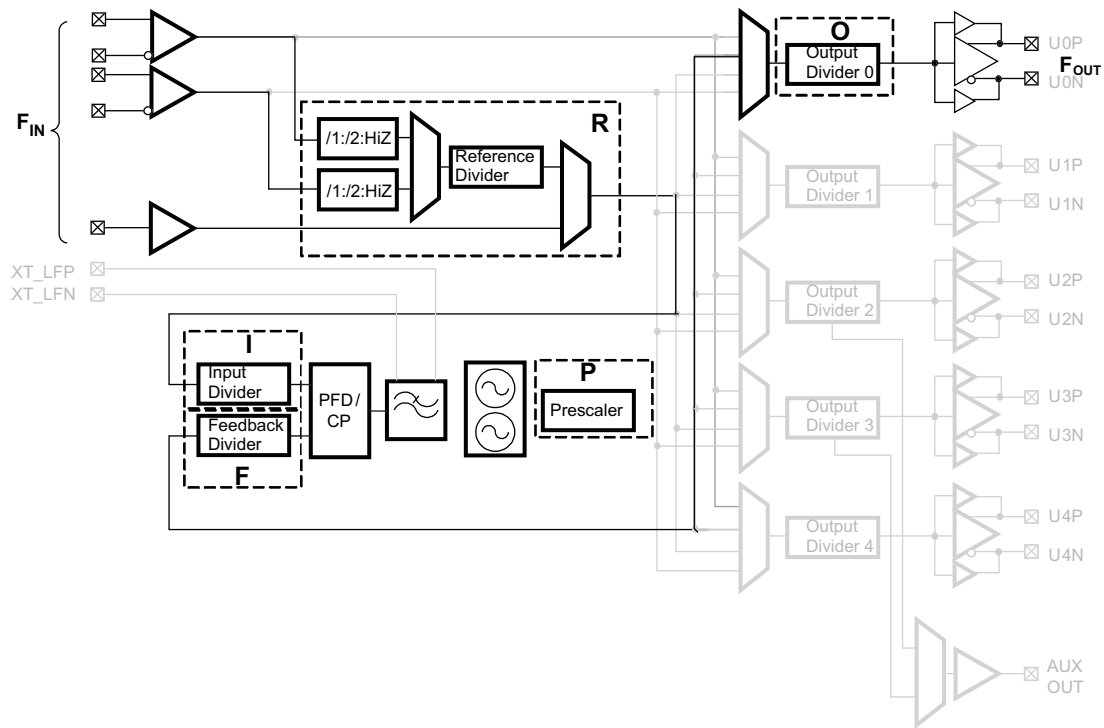 O
Output
Divider 0
U0P
FOUT
U0N
FIN
R
/1:/2:HiZ
Reference
Divider
/1:/2:HiZ
Output
Divider 1
U1P
U1N
XT_LFP
XT_LFN
Output
Divider 2
U2P
U2N
I
Input
Divider
PFD /
CP
P
Prescaler
Feedback
Divider
F
Output
Divider 3
U3P
U3N
Output
Divider 4
U4P
U4N
AUX
OUT